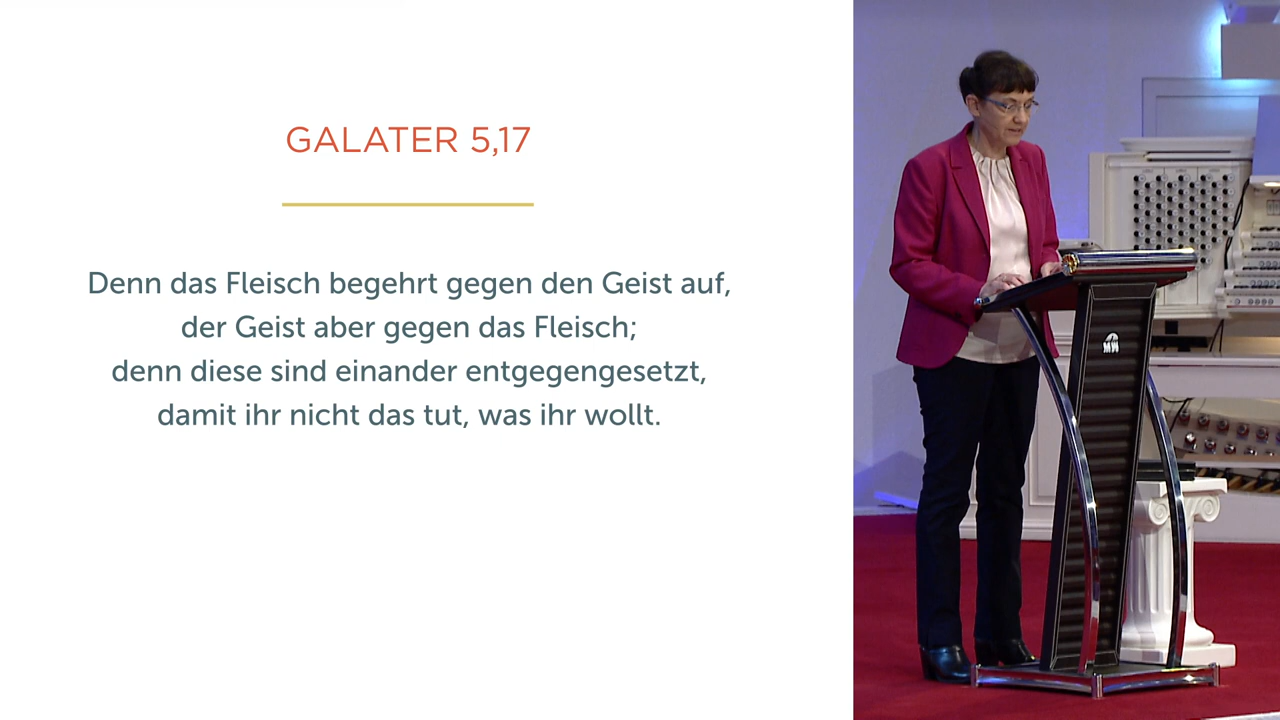 GALATER 5,17
Denn das Fleisch begehrt gegen den Geist auf,
der Geist aber gegen das Fleisch;
denn diese sind einander entgegengesetzt,
damit ihr nicht das tut, was ihr wollt.